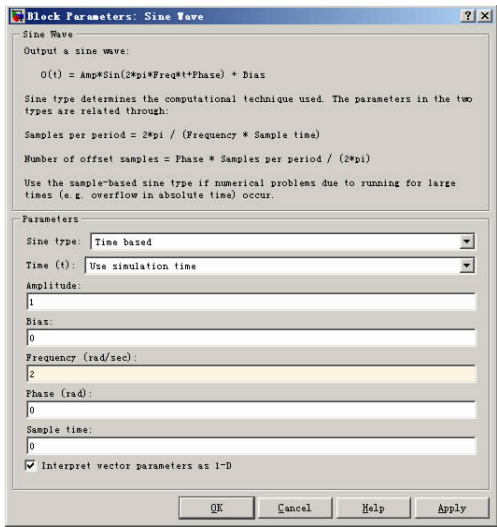 Block Parameters: Sine Wave
Sine Wave
Output a sine wave:
O(t) = Amp*Sin(2*pi*Freq*t+Phase) + Bias
Sine type determines the computational technique used. The parameters in the two
types are related through:
Samples per period = 2*pi / (Frequency * Sample time)
Number of offset samples = Phase * Samples per period / (2*pi)
Use the sample-based sine type if numerical problems due to running for large
times (e.g. overflow in absolute time) occur.
Parameters
Sine type: Time based
Time (t): Use simulation time
Amplitude:
1
Bias:
0
Frequency (rad/sec):
2
Phase (rad):
0
Sample time:
0
Interpret vector parameters as 1-D
OK Cancel Help Apply